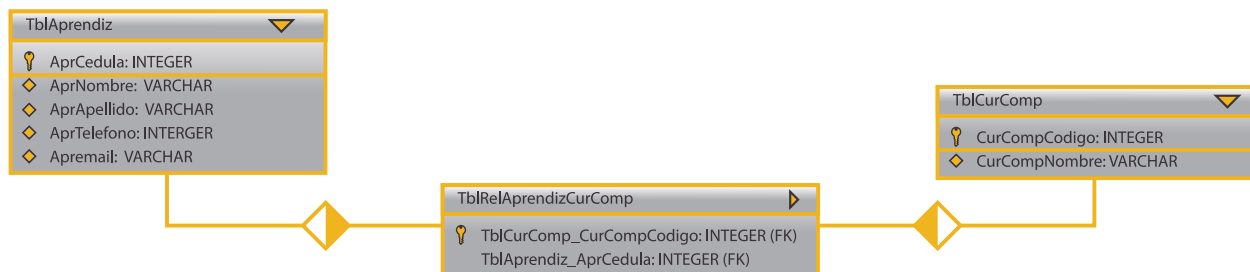 TblAprendiz
AprCedula: INTEGER
AprNombre: VARCHAR
AprApellido: VARCHAR
AprTelefono: INTERGER
Apremail: VARCHAR
TblCurComp
CurCompCodigo: INTEGER
CurCompNombre: VARCHAR
TblRelAprendizCurComp
TblCurComp_CurCompCodigo: INTEGER (FK)
TblAprendiz_AprCedula: INTEGER (FK)